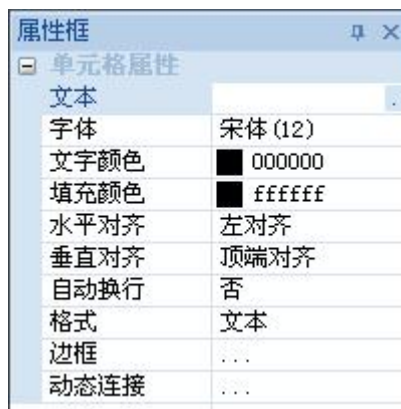 属性框
单元格属性
文本 .
字体 宋体(12)
文字颜色 000000
填充颜色 ffffff
水平对齐 左对齐
垂直对齐 顶端对齐
自动换行 否
格式 文本
边框 ...
动态连接 ...